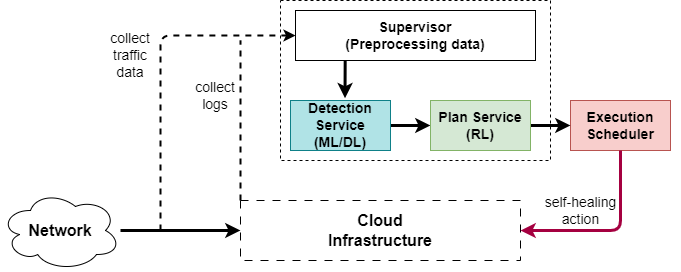 Supervisor
(Preprocessing data)
collect
traffic
data
collect
logs
Detection
Service
(ML/DL)
Plan Service
(RL)
Execution
Scheduler
self-healing
action
Network
Cloud
Infrastructure